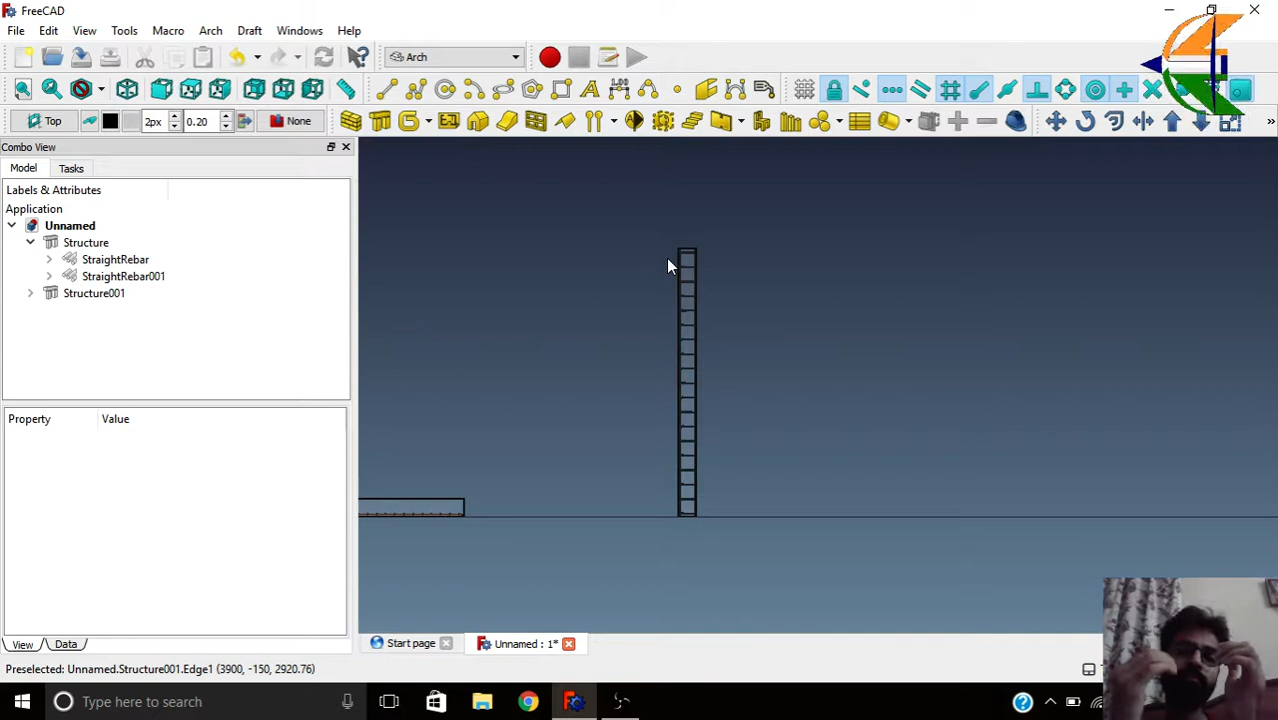 FreeCAD
File Edit View Tools Macro Arch Draft Windows Help
Arch
Top 2px 0.20 None
Combo View
Model Tasks
Labels & Attributes
Application
Unnamed
Structure
StraightRebar
StraightRebar001
Structure001
Property Value
View Data
Start page Unnamed : 1*
Preselected: Unnamed.Structure001.Edge1 (3900, -150, 2920.76)
Type here to search